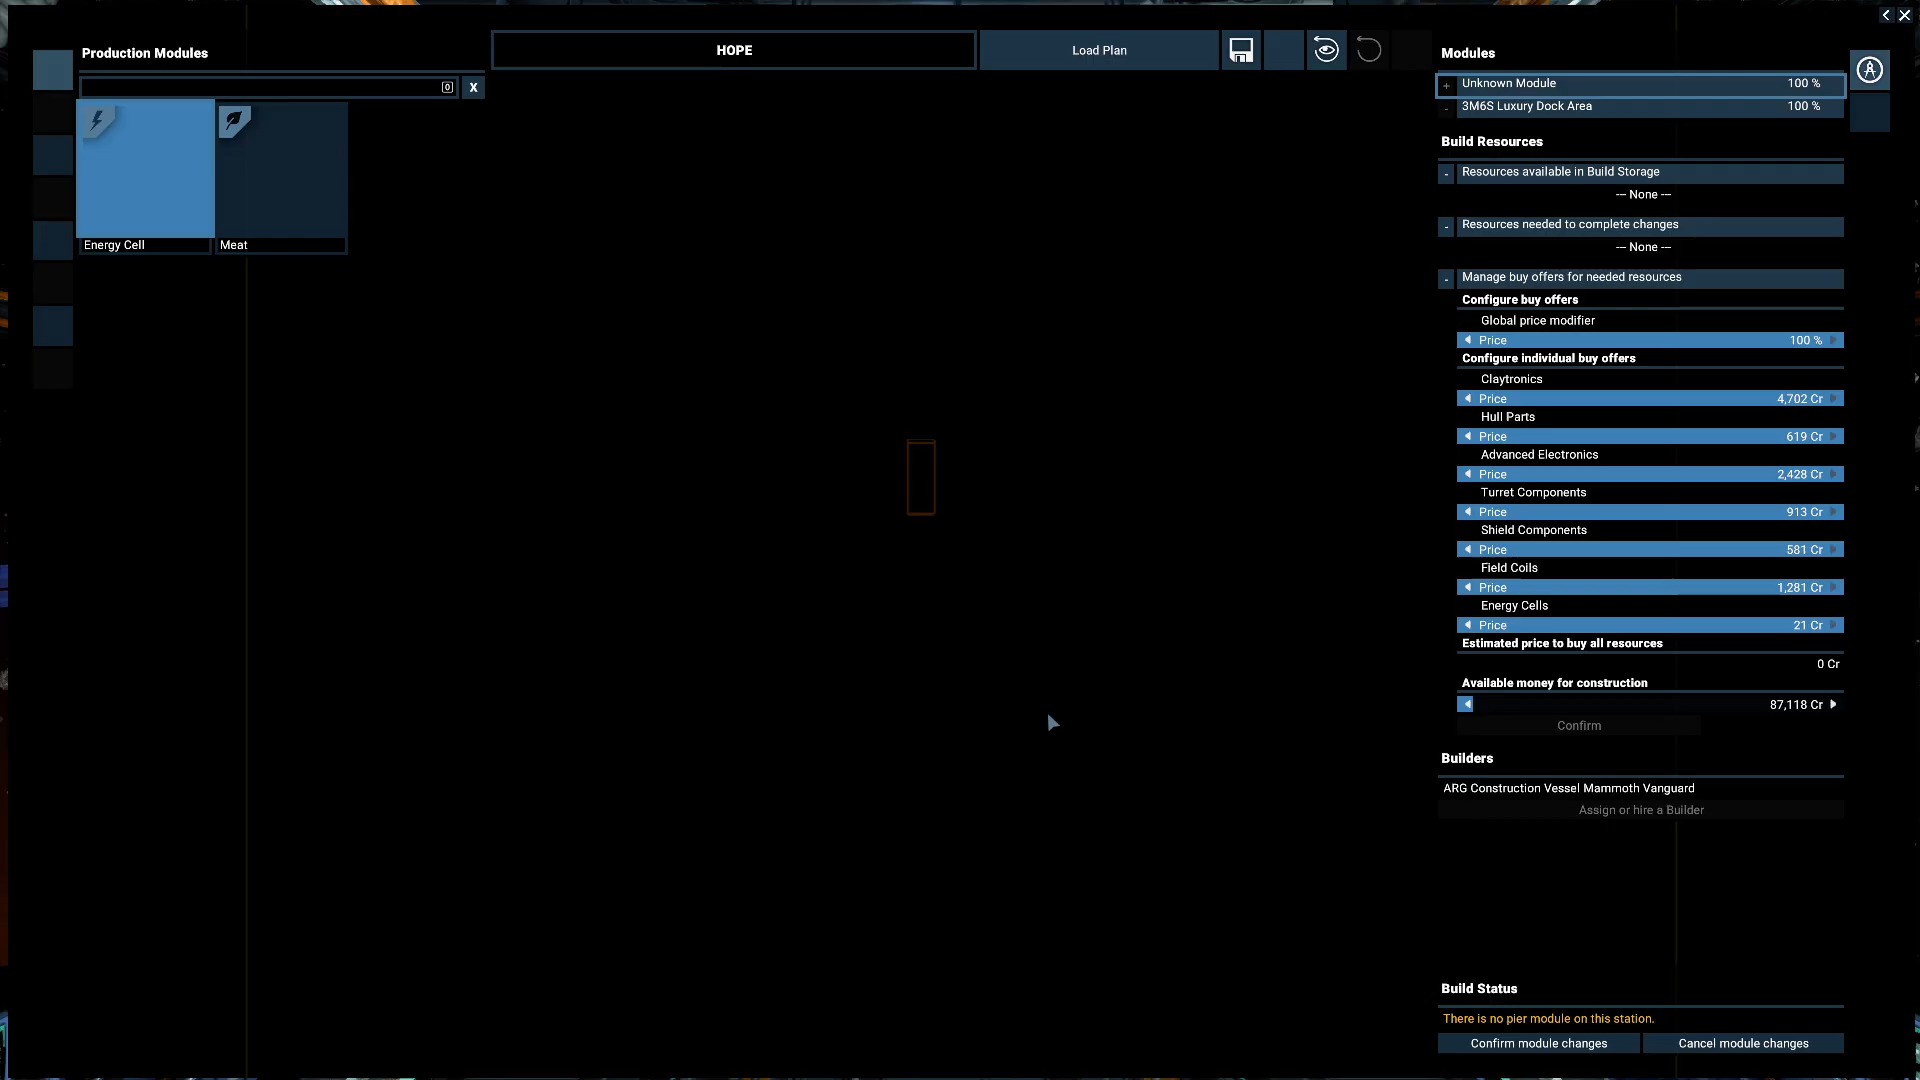 Production Modules
HOPE
Load Plan
Modules
0
X
Unknown Module 100 %
3M6S Luxury Dock Area 100 %
Energy Cell
Meat
Build Resources
Resources available in Build Storage
--- None ---
Resources needed to complete changes
--- None ---
Manage buy offers for needed resources
Configure buy offers
Global price modifier
Price 100 %
Configure individual buy offers
Claytronics
Price 4,702 Cr
Hull Parts
Price 619 Cr
Advanced Electronics
Price 2,428 Cr
Turret Components
Price 913 Cr
Shield Components
Price 581 Cr
Field Coils
Price 1,281 Cr
Energy Cells
Price 21 Cr
Estimated price to buy all resources
0 Cr
Available money for construction
87,118 Cr
Confirm
Builders
ARG Construction Vessel Mammoth Vanguard
Assign or hire a Builder
Build Status
There is no pier module on this station.
Confirm module changes
Cancel module changes